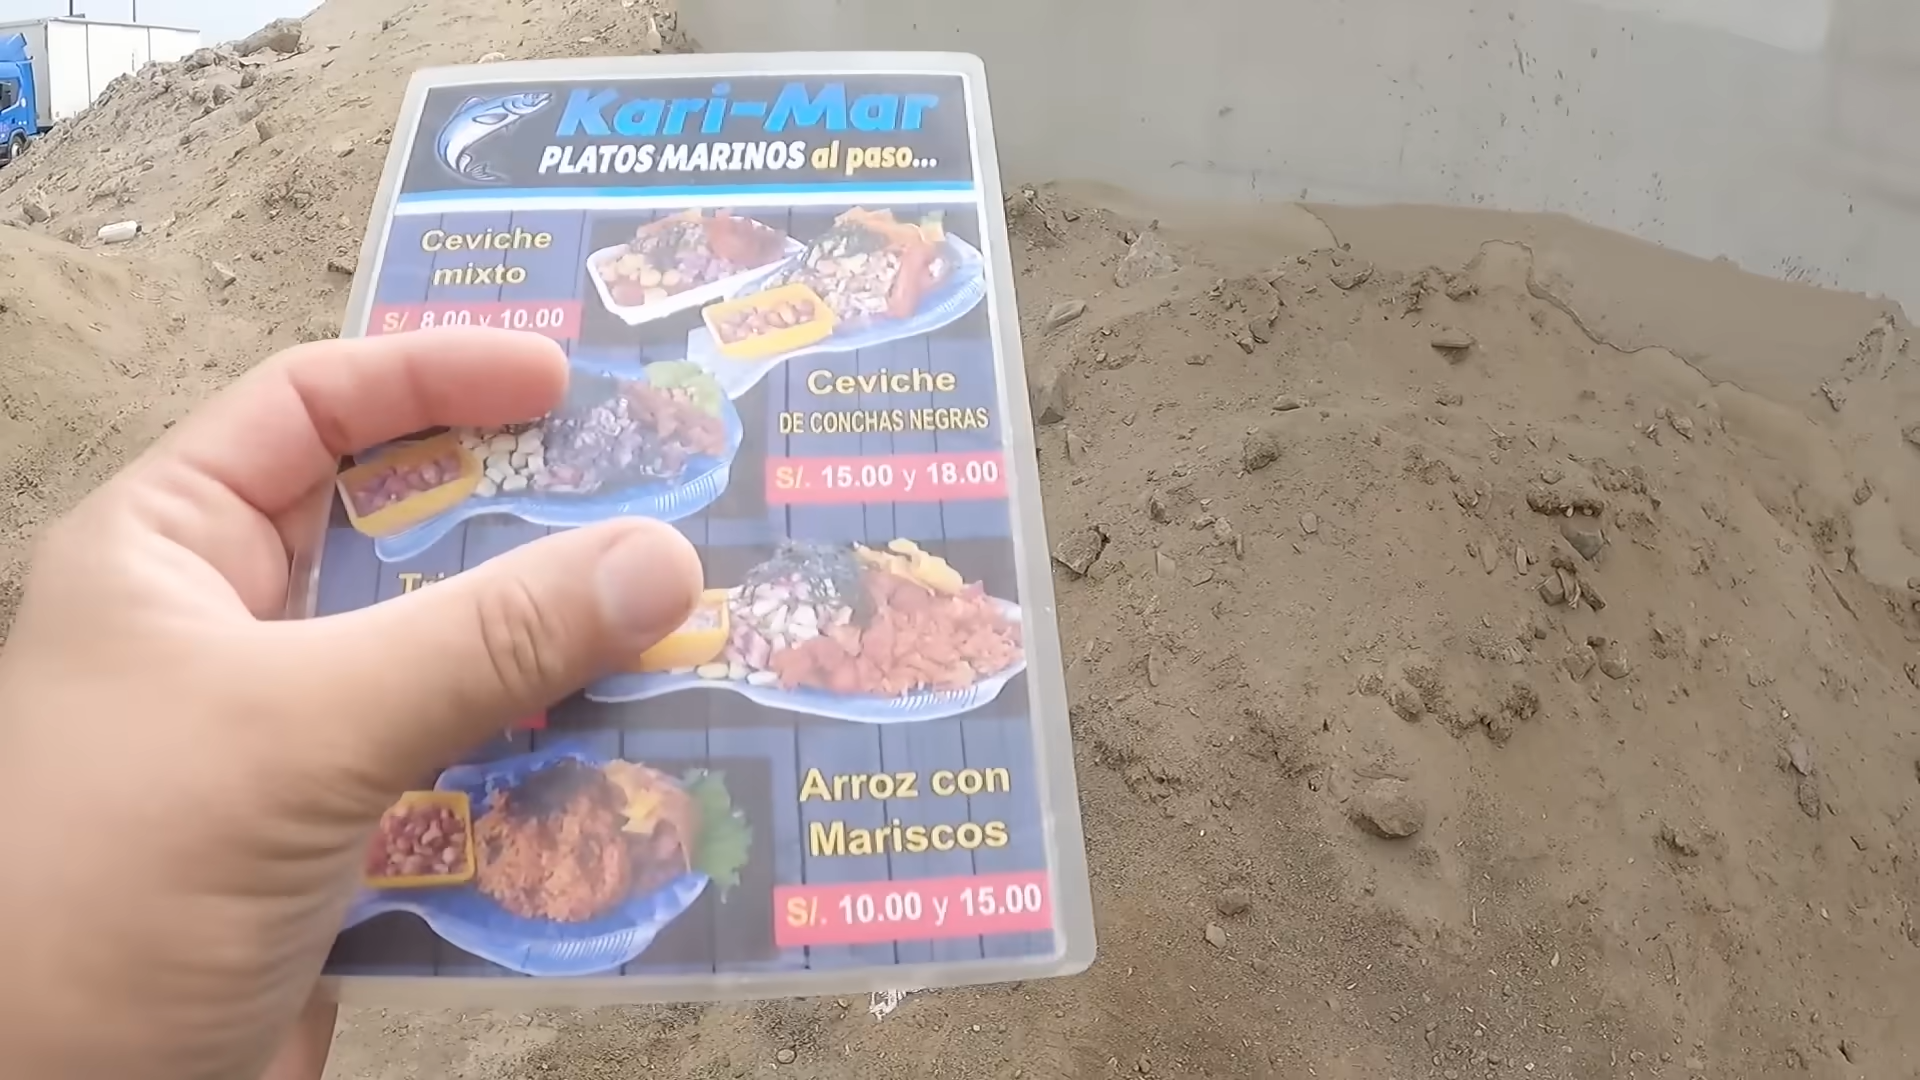 Kari-Mar
PLATOS MARINOS al paso...
Ceviche
mixto
S/ 8.00 y 10.00
Ceviche
DE CONCHAS NEGRAS
S/. 15.00 y 18.00
Arroz con
Mariscos
S/. 10.00 y 15.00